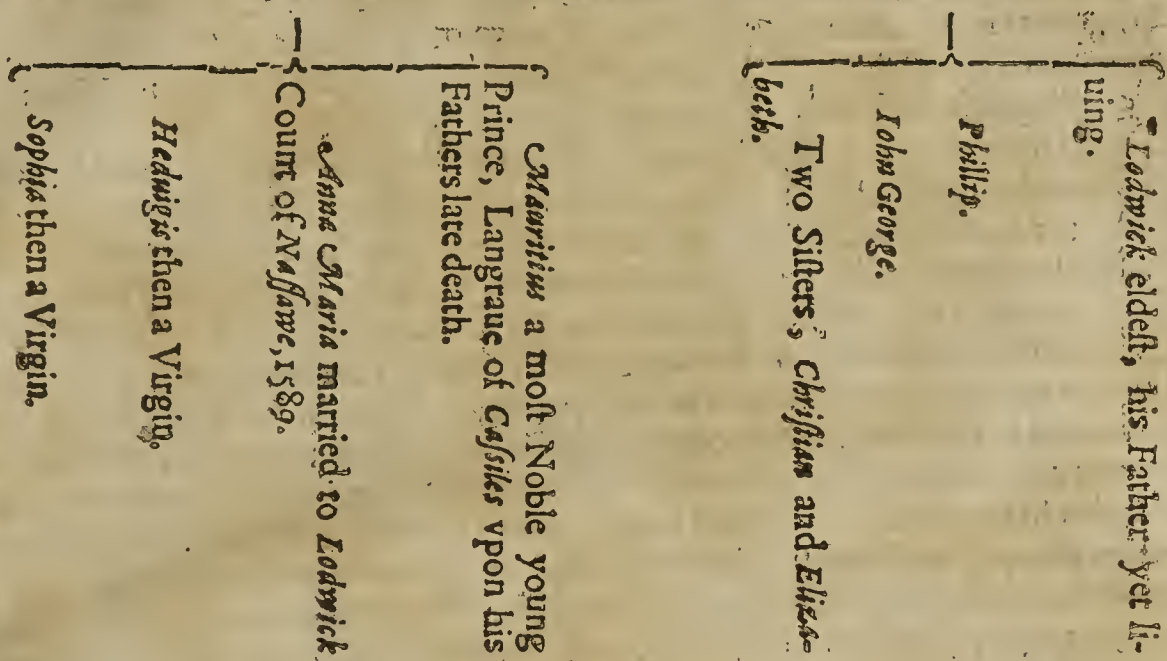 Lodwick eldest, his Father yet li-
uing.
Phillip.
Iohn George.
Two Sisters, Christian and Eliza-
beth.
Mauritius a most Noble young
Prince, Langraue of Cassiles vpon his
Fathers late death.
Anna Maria married to Lodwick
Count of Nassawe, 1589.
Hedwigis then a Virgin.
Sophia then a Virgin.